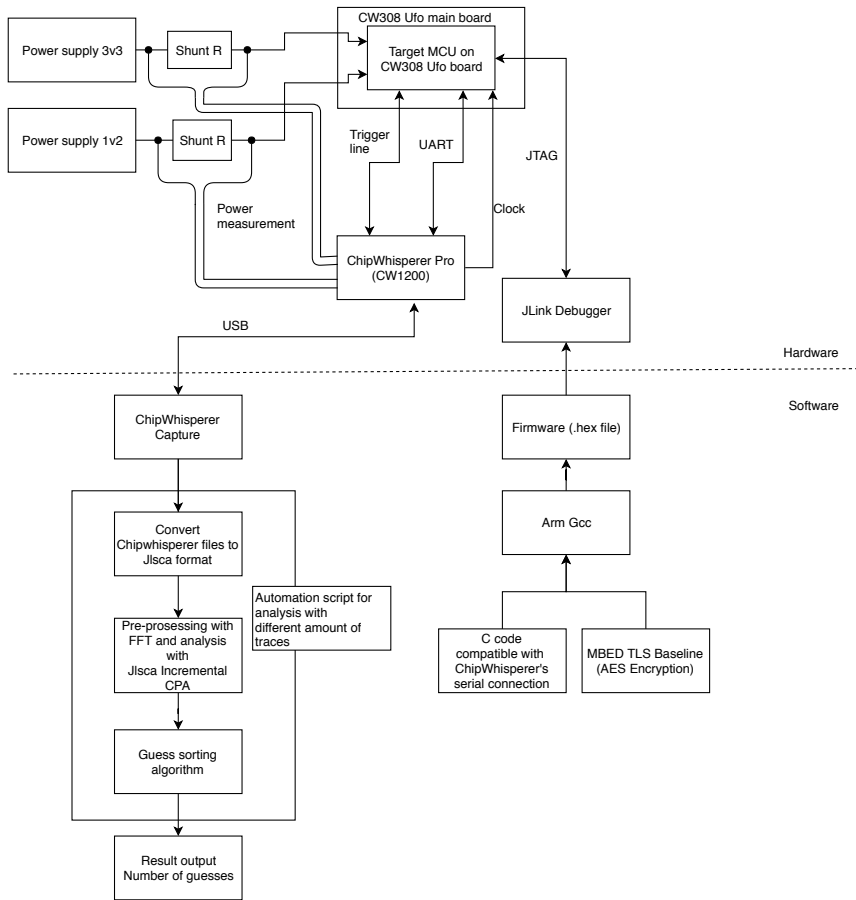 CW308 Ufo main board
Power supply 3v3
Shunt R
Target MCU on
CW308 Ufo board
Power supply 1v2
Shunt R
Trigger
line
UART
JTAG
Power
measurement
Clock
ChipWhisperer Pro
(CW1200)
JLink Debugger
USB
Hardware
Software
ChipWhisperer
Capture
Firmware (.hex file)
Convert
Chipwhisperer files to
Jlsca format
Arm Gcc
Automation script for
analysis with
different amount of
traces
Pre-prosessing with
FFT and analysis
with
Jlsca Incremental
CPA
C code
compatible with
ChipWhisperer's
serial connection
MBED TLS Baseline
(AES Encryption)
Guess sorting
algorithm
Result output
Number of guesses